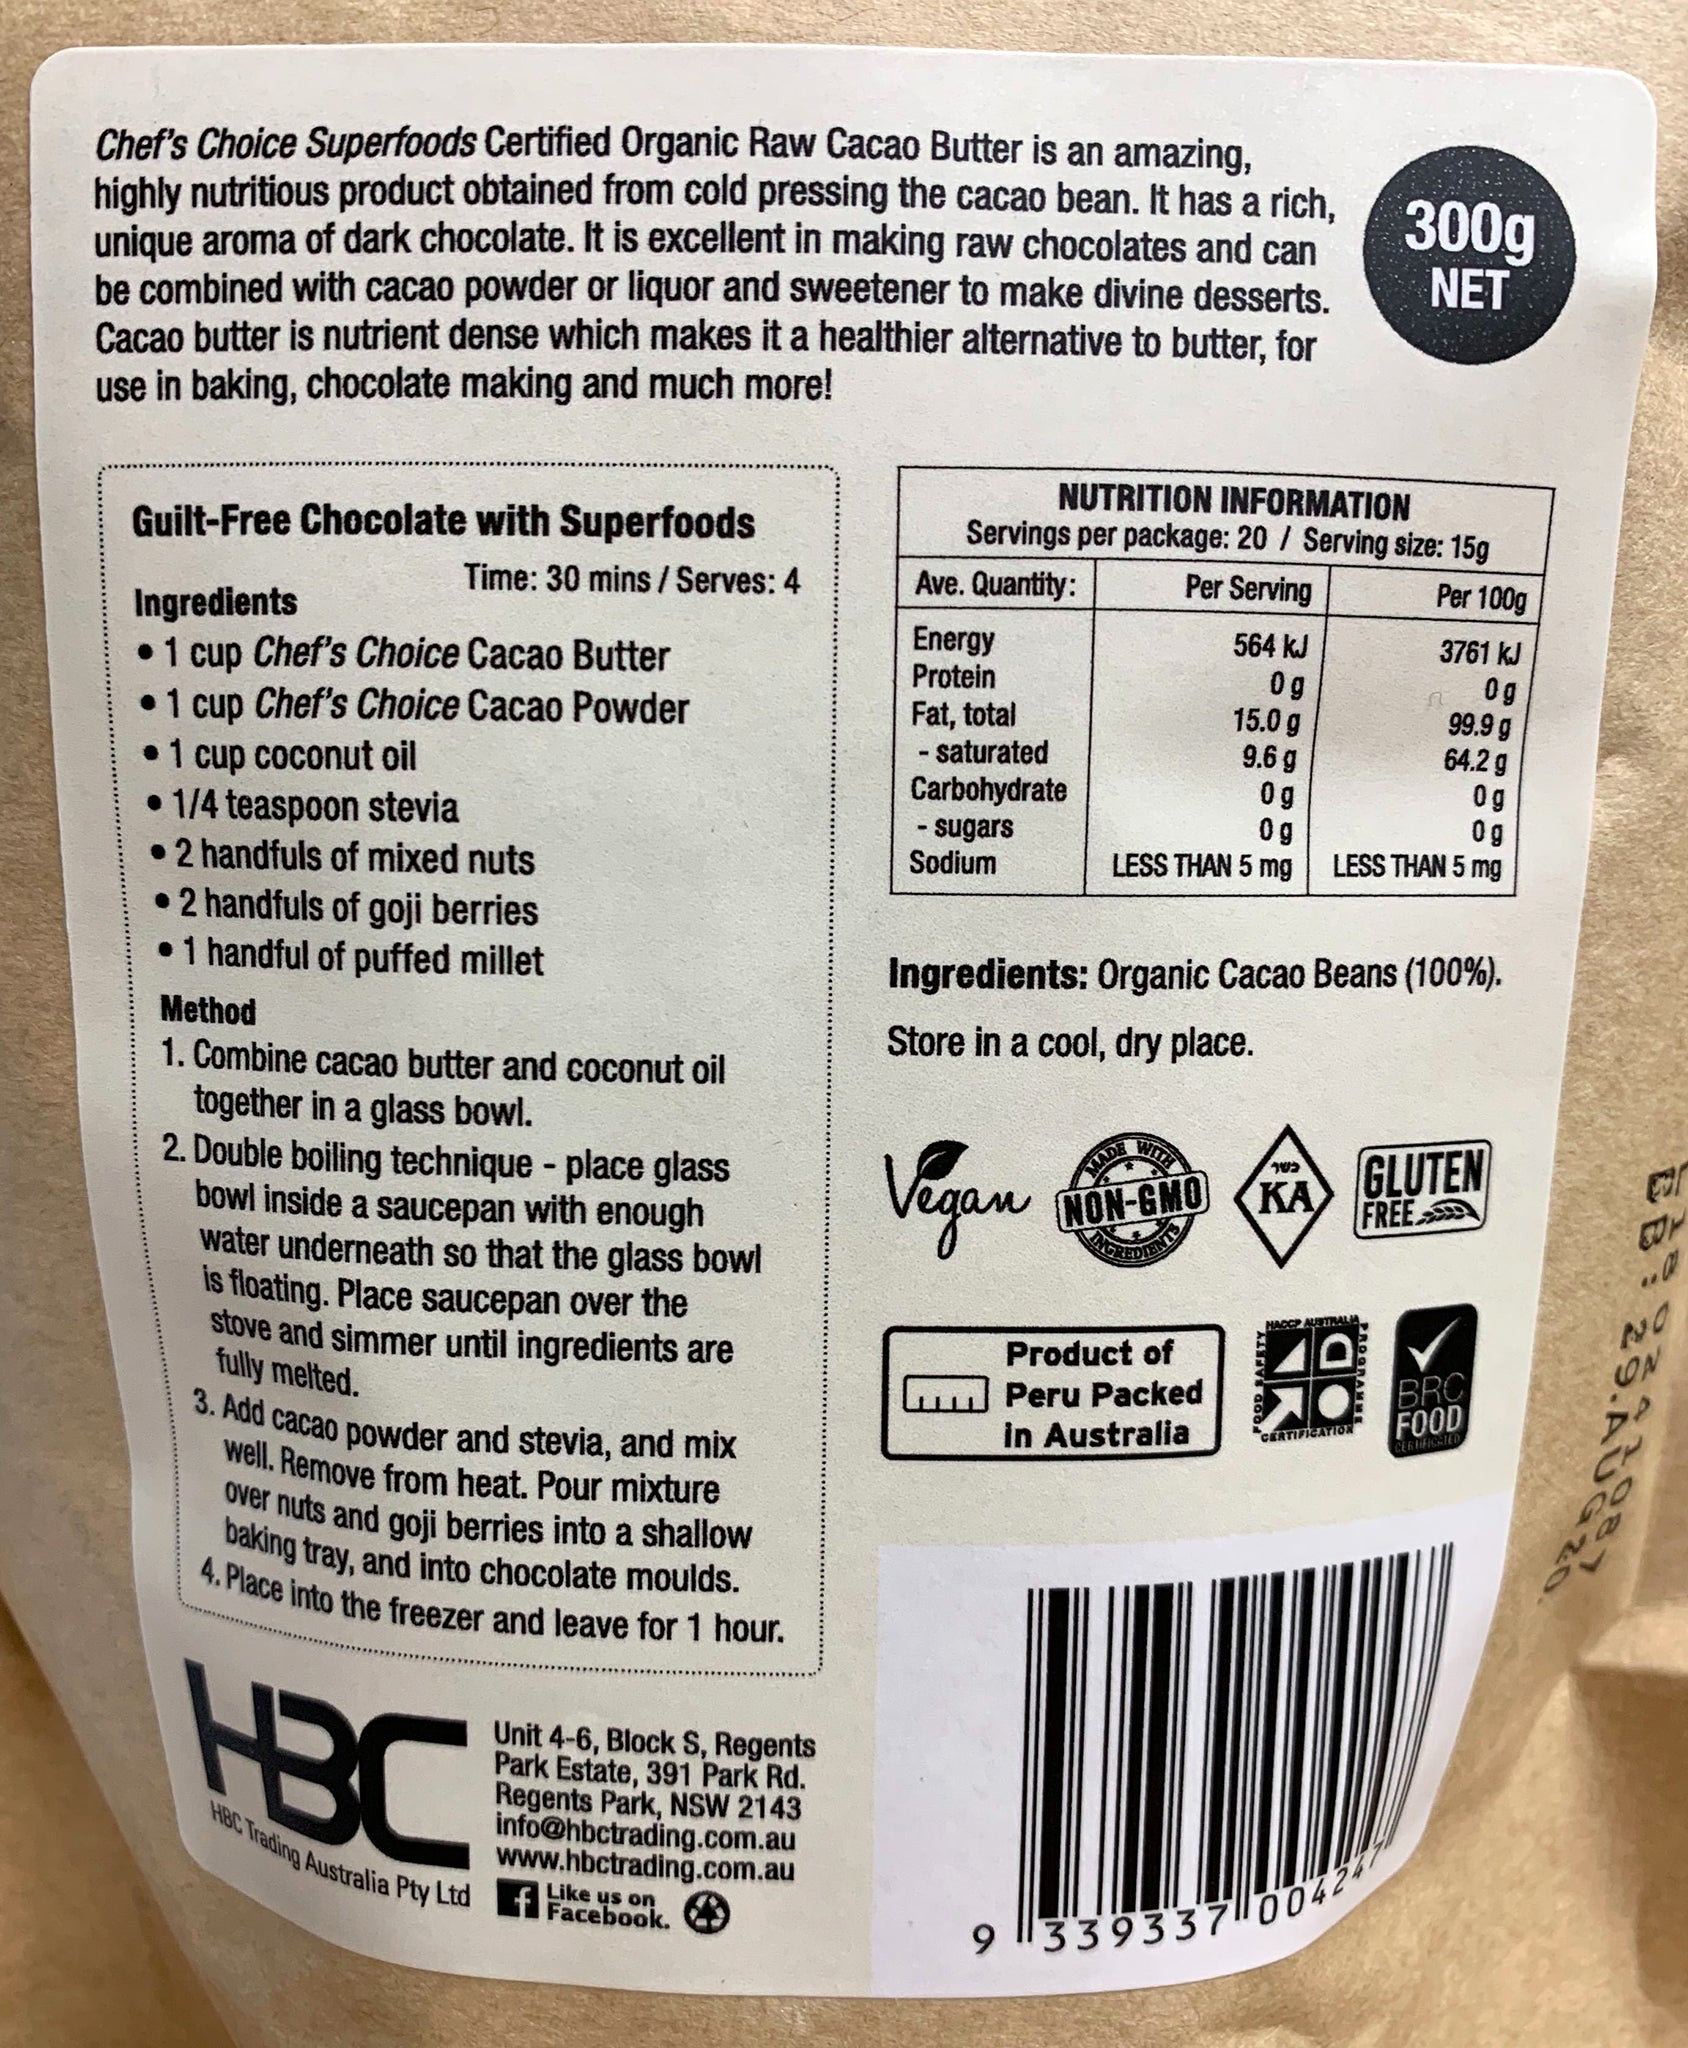 Chef's Choice Superfoods Certified Organic Raw Cacao Butter is an amazing,
highly nutritious product obtained from cold pressing the cacao bean. It has a rich,
unique aroma of dark chocolate. It is excellent in making raw chocolates and can
be combined with cacao powder or liquor and sweetener to make divine desserts.
Cacao butter is nutrient dense which makes it a healthier alternative to butter, for
use in baking, chocolate making and much more!
300g
NET
Guilt-Free Chocolate with Superfoods
Time: 30 mins / Serves: 4
Ingredients
• 1 cup Chef's Choice Cacao Butter
• 1 cup Chef's Choice Cacao Powder
• 1 cup coconut oil
• 1/4 teaspoon stevia
• 2 handfuls of mixed nuts
• 2 handfuls of goji berries
• 1 handful of puffed millet
Method
1. Combine cacao butter and coconut oil
together in a glass bowl.
2. Double boiling technique - place glass
bowl inside a saucepan with enough
water underneath so that the glass bowl
is floating. Place saucepan over the
stove and simmer until ingredients are
fully melted.
3. Add cacao powder and stevia, and mix
well. Remove from heat. Pour mixture
over nuts and goji berries into a shallow
baking tray, and into chocolate moulds.
4. Place into the freezer and leave for 1 hour.
HBC
HBC Trading Australia Pty Ltd
Unit 4-6, Block S, Regents
Park Estate, 391 Park Rd.
Regents Park, NSW 2143
info@hbctrading.com.au
www.hbctrading.com.au
f Like us on
Facebook.
NUTRITION INFORMATION
Servings per package: 20 / Serving size: 15g
Ave. Quantity: Per Serving Per 100g
Energy 564 kJ 3761 kJ
Protein 0 g 0 g
Fat, total 15.0 g 99.9 g
- saturated 9.6 g 64.2 g
Carbohydrate 0 g 0 g
- sugars 0 g 0 g
Sodium LESS THAN 5 mg LESS THAN 5 mg
Ingredients: Organic Cacao Beans (100%).
Store in a cool, dry place.
Vegan
MADE WITH
NON-GMO
INGREDIENTS
כשר
KA
GLUTEN
FREE
Product of
Peru Packed
in Australia
HACCP AUSTRALIA
FOOD SAFETY
PROGRAMME
CERTIFICATION
BRC
FOOD
CERTIFICATED
9 339337 004247
BB: 29.AUG20.